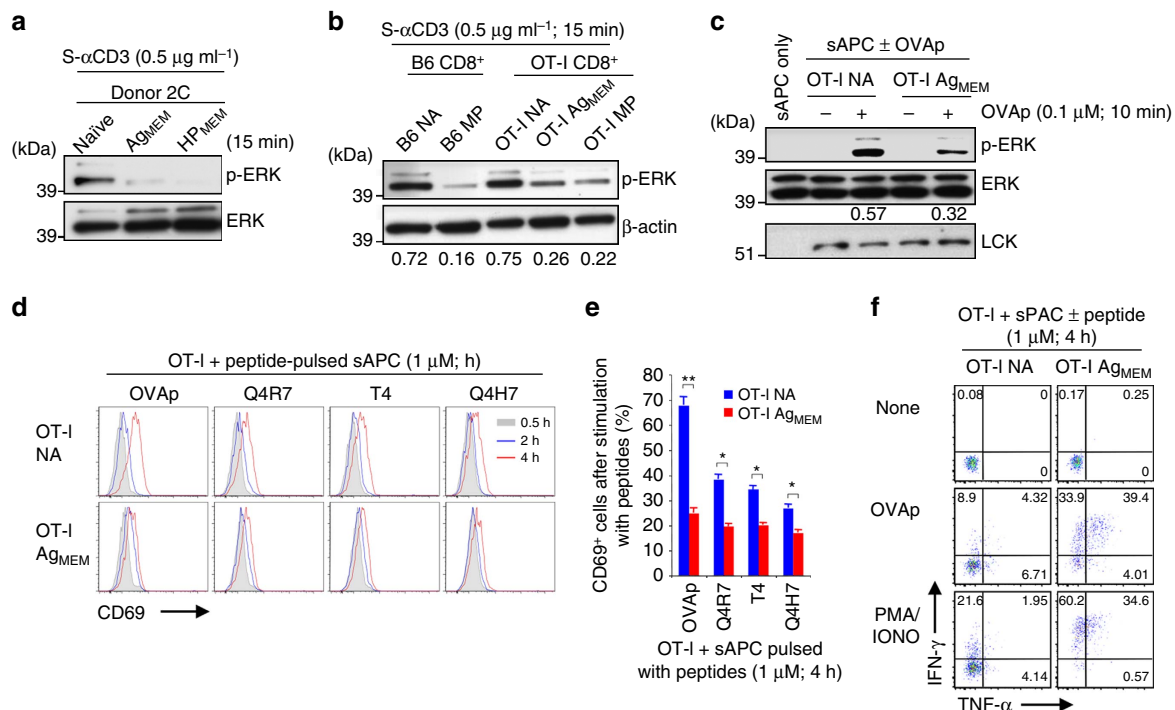 a
S-αCD3 (0.5 μg ml⁻¹)
Donor 2C
Naïve
AgMEM
HPMEM
(15 min)
(kDa)
39
p-ERK
39
ERK
b
S-αCD3 (0.5 μg ml⁻¹; 15 min)
B6 CD8⁺
OT-I CD8⁺
B6 NA
B6 MP
OT-I NA
OT-I AgMEM
OT-I MP
(kDa)
39
p-ERK
39
β-actin
0.72 0.16 0.75 0.26 0.22
c
sAPC only
sAPC ± OVAp
OT-I NA
OT-I AgMEM
(kDa)
– + – +
OVAp (0.1 μM; 10 min)
39
p-ERK
39
ERK
0.57 0.32
51
LCK
d
OT-I + peptide-pulsed sAPC (1 μM; h)
OVAp Q4R7 T4 Q4H7
OT-I
NA
0.5 h
2 h
4 h
OT-I
AgMEM
CD69
e
CD69⁺ cells after stimulation
with peptides (%)
80
70
60
50
40
30
20
10
0
OT-I NA
OT-I AgMEM
**
*
*
*
OVAp
Q4R7
T4
Q4H7
OT-I + sAPC pulsed
with peptides (1 μM; 4 h)
f
OT-I + sPAC ± peptide
(1 μM; 4 h)
OT-I NA OT-I AgMEM
None
0.08 0
0
0.17 0.25
0
OVAp
8.9 4.32
6.71
33.9 39.4
4.01
PMA/
IONO
21.6 1.95
4.14
60.2 34.6
0.57
IFN-γ
TNF-α